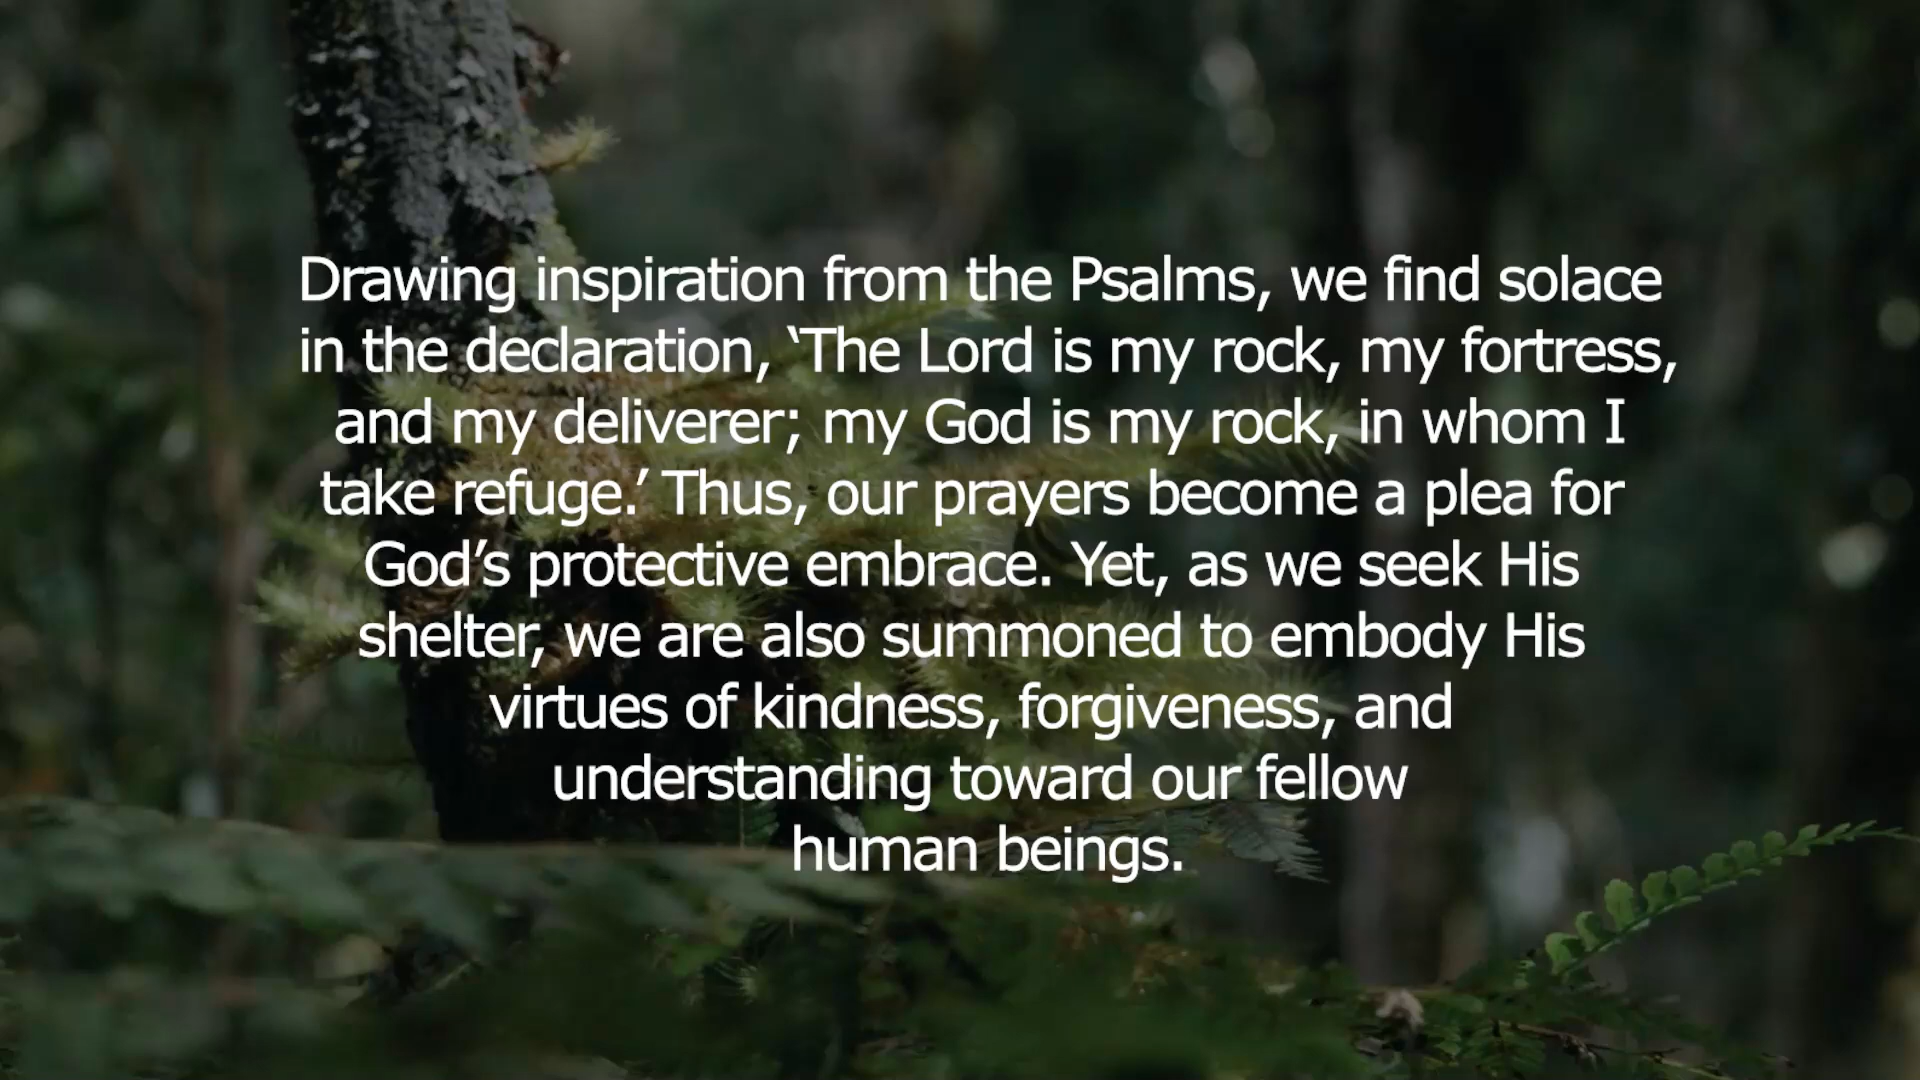 Drawing inspiration from the Psalms, we find solace
in the declaration, ‘The Lord is my rock, my fortress,
and my deliverer; my God is my rock, in whom I
take refuge.’ Thus, our prayers become a plea for
God’s protective embrace. Yet, as we seek His
shelter, we are also summoned to embody His
virtues of kindness, forgiveness, and
understanding toward our fellow
human beings.